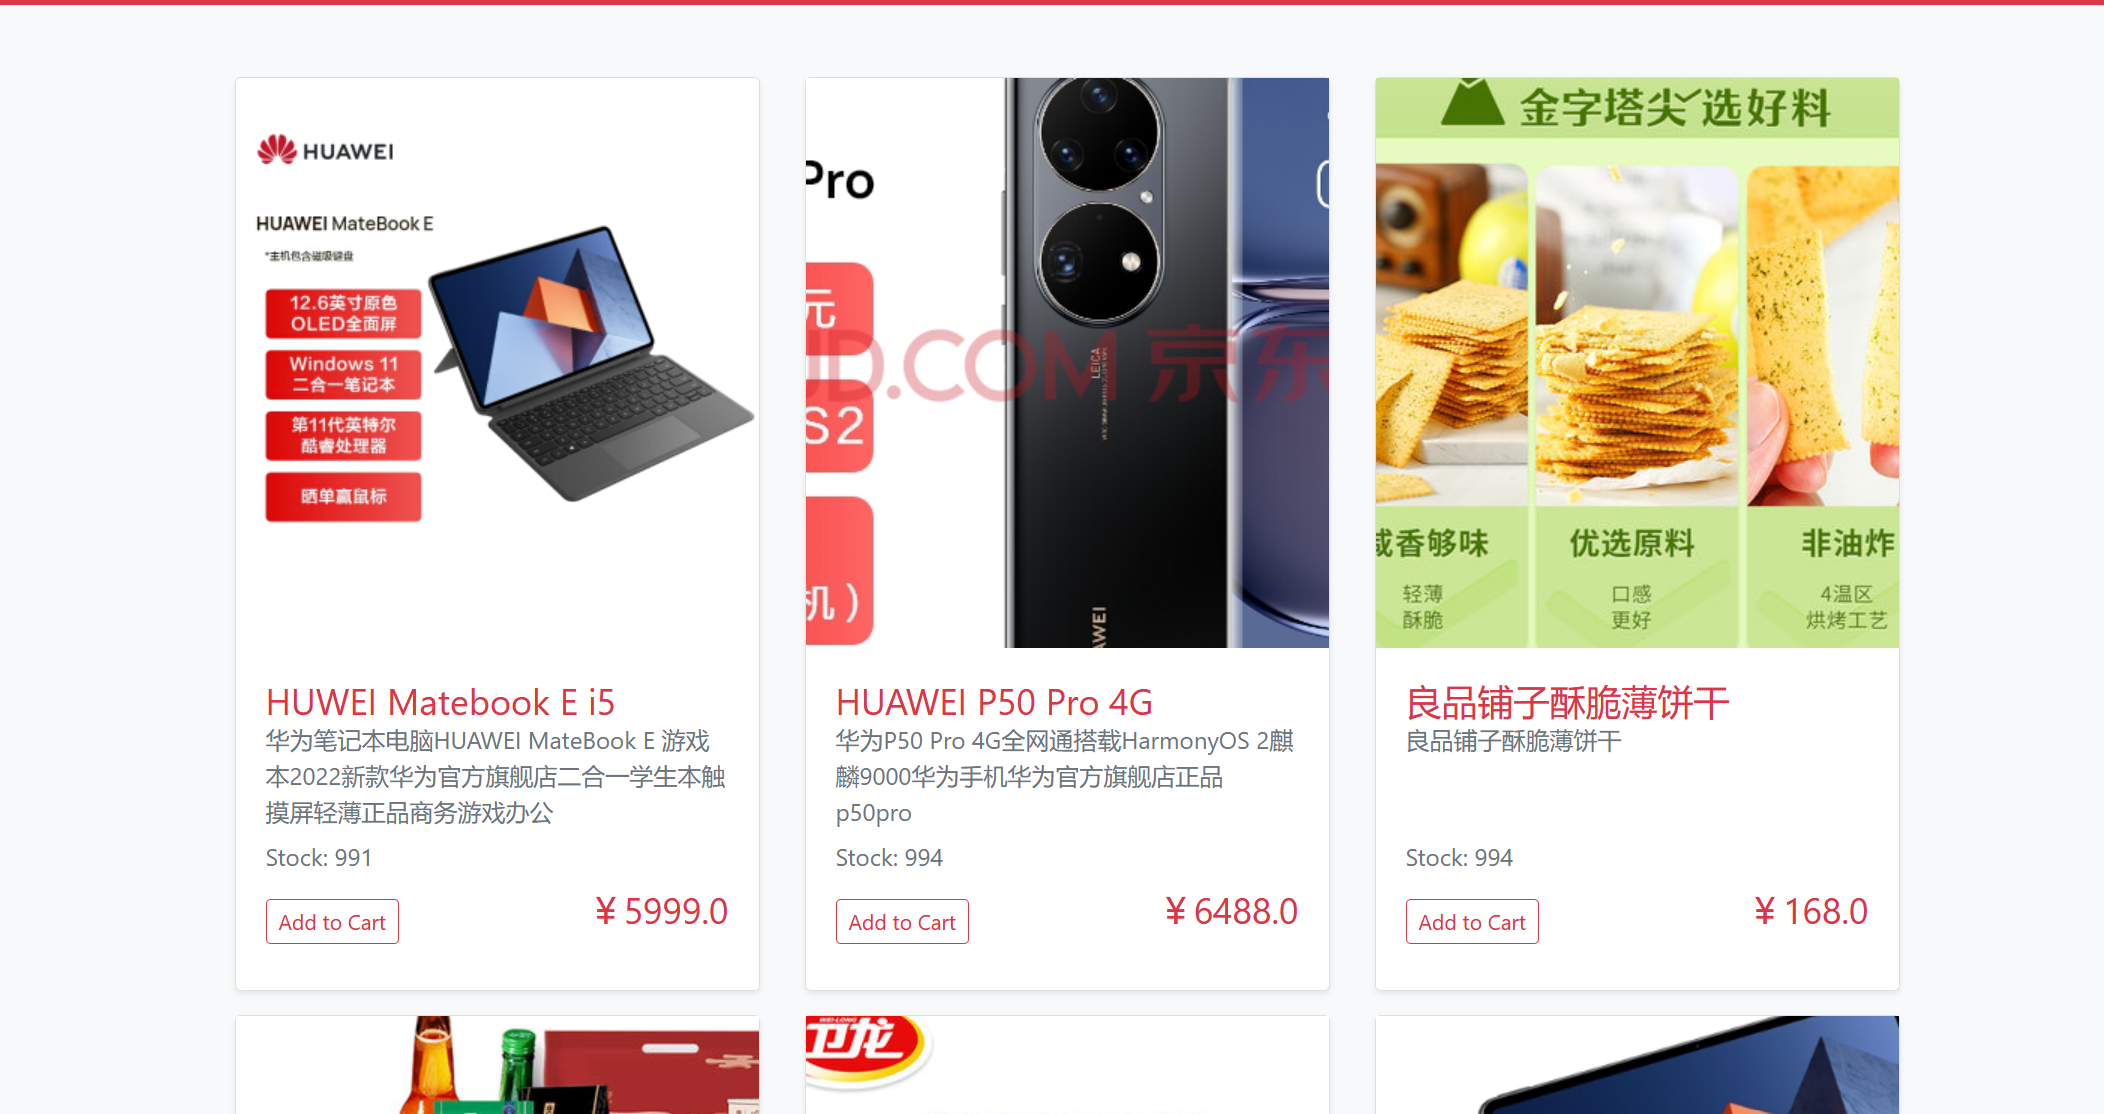 HUAWEI
HUAWEI MateBook E
*主机包含磁吸键盘
12.6英寸原色
OLED全面屏
Windows 11
二合一笔记本
第11代英特尔
酷睿处理器
晒单赢鼠标
HUWEI Matebook E i5
华为笔记本电脑HUAWEI MateBook E 游戏
本2022新款华为官方旗舰店二合一学生本触
摸屏轻薄正品商务游戏办公
Stock: 991
Add to Cart
¥ 5999.0
Pro
元
S2
机）
JD.COM 京东
LEICA
AWEI
HUAWEI P50 Pro 4G
华为P50 Pro 4G全网通搭载HarmonyOS 2麒
麟9000华为手机华为官方旗舰店正品
p50pro
Stock: 994
Add to Cart
¥ 6488.0
金字塔尖 选好料
咸香够味
轻薄
酥脆
优选原料
口感
更好
非油炸
4温区
烘烤工艺
良品铺子酥脆薄饼干
良品铺子酥脆薄饼干
Stock: 994
Add to Cart
¥ 168.0
WEI-LONG
卫龙